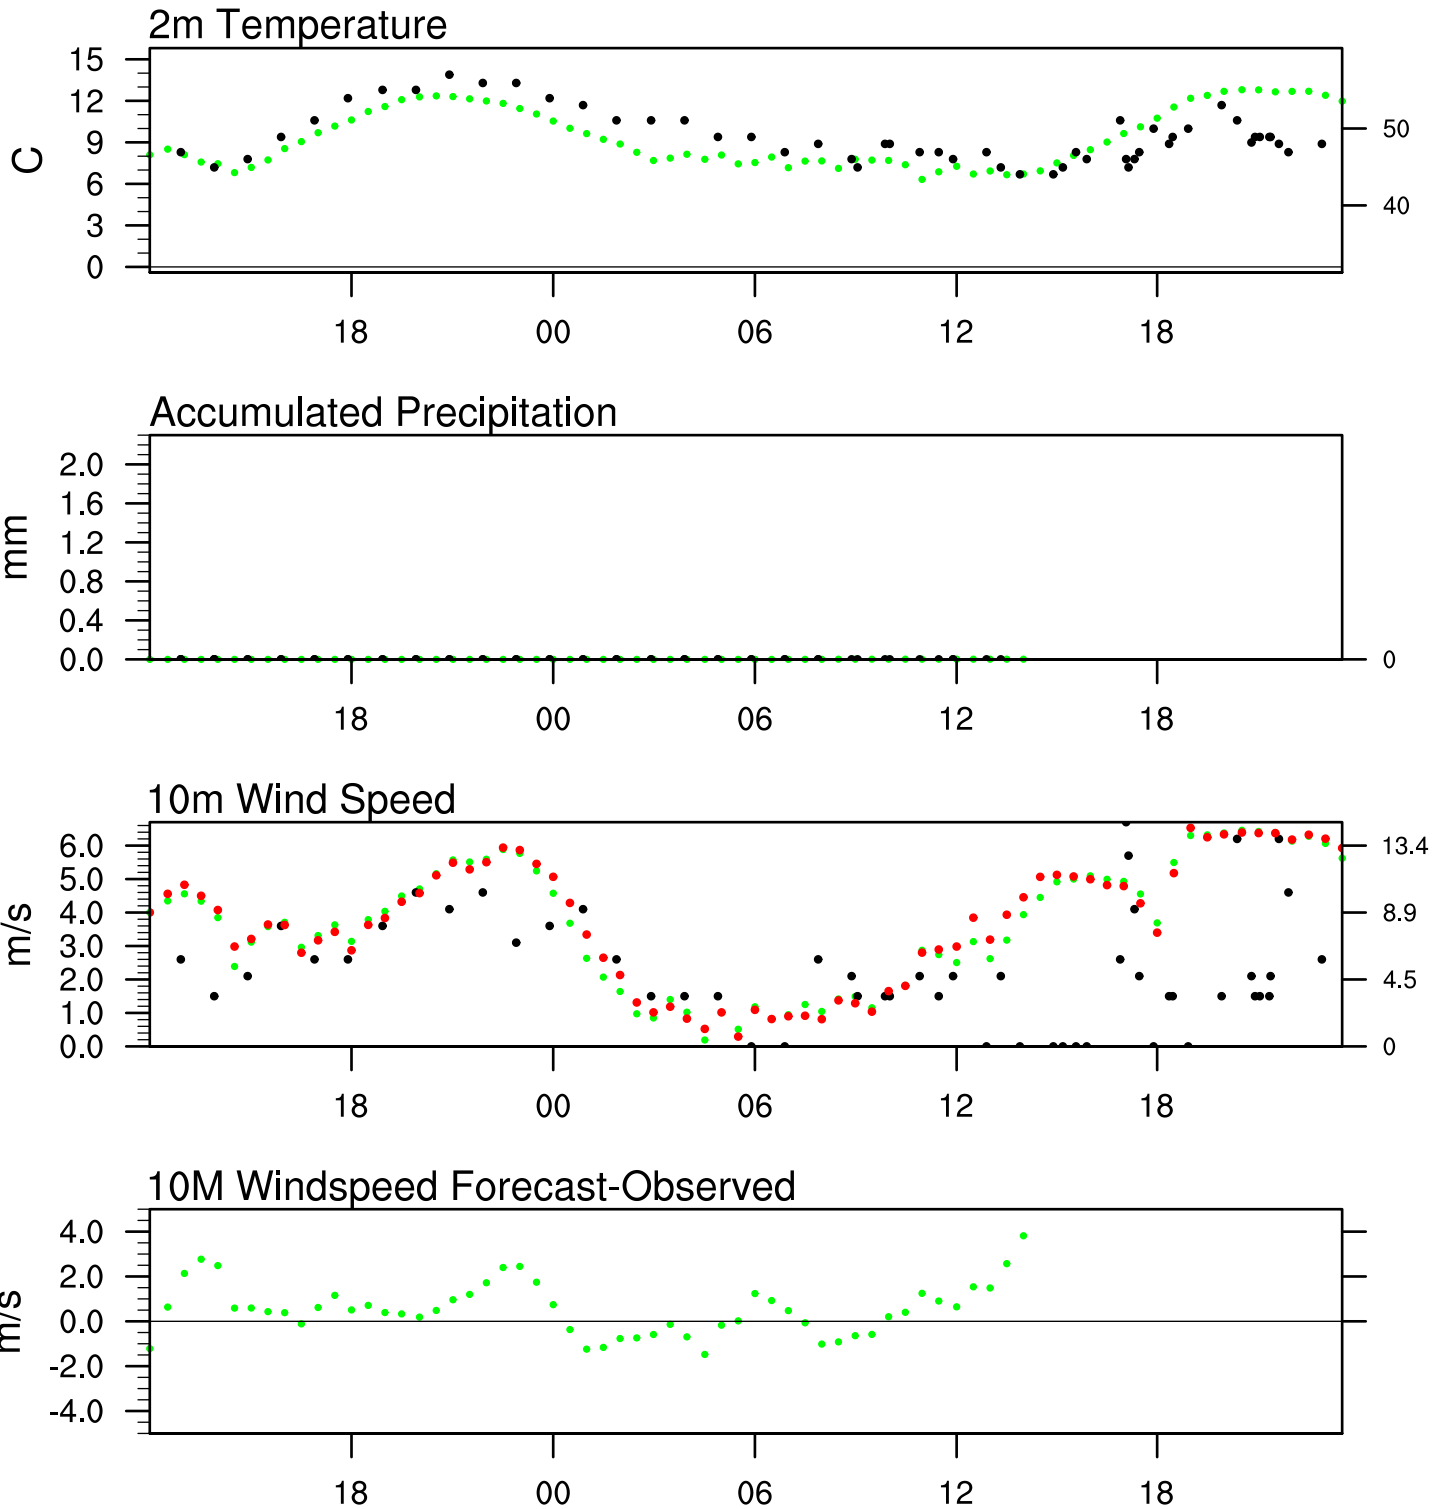 2m Temperature
15
12
9
6
3
0
C
50
40
18 00 06 12 18
Accumulated Precipitation
2.0
1.6
1.2
0.8
0.4
0.0
mm
0
18 00 06 12 18
10m Wind Speed
6.0
5.0
4.0
3.0
2.0
1.0
0.0
m/s
13.4
8.9
4.5
0
18 00 06 12 18
10M Windspeed Forecast-Observed
4.0
2.0
0.0
-2.0
-4.0
m/s
18 00 06 12 18